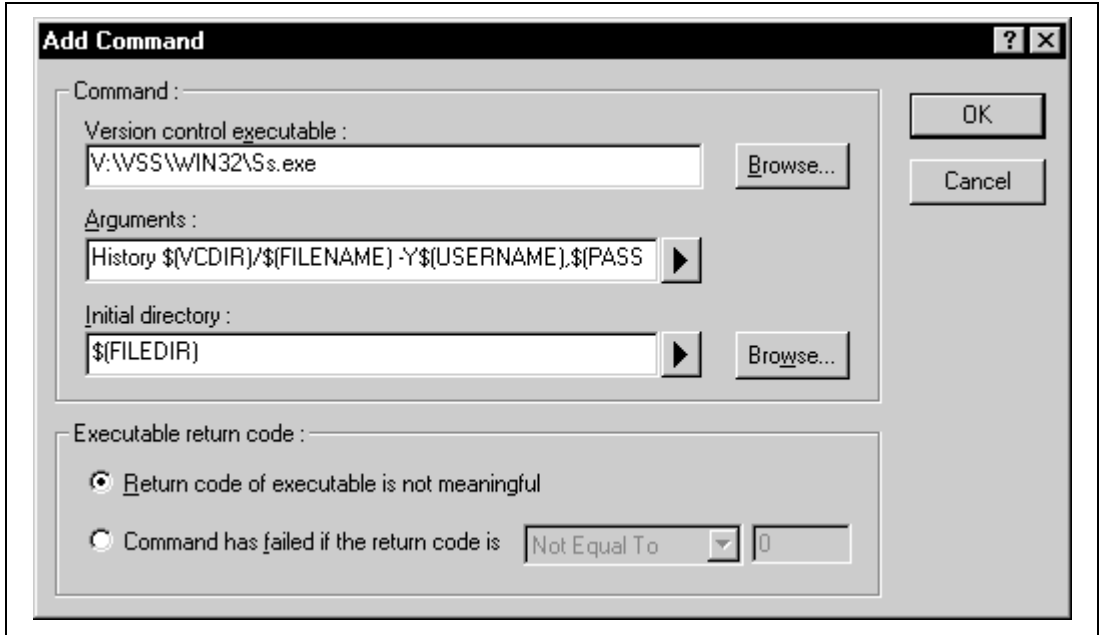 Add Command
Command :
Version control executable :
V:\VSS\WIN32\Ss.exe
Browse...
OK
Cancel
Arguments :
History $(VCDIR)/$(FILENAME) -Y$(USERNAME),$(PASS
Initial directory :
$(FILEDIR)
Browse...
Executable return code :
Return code of executable is not meaningful
Command has failed if the return code is Not Equal To 0